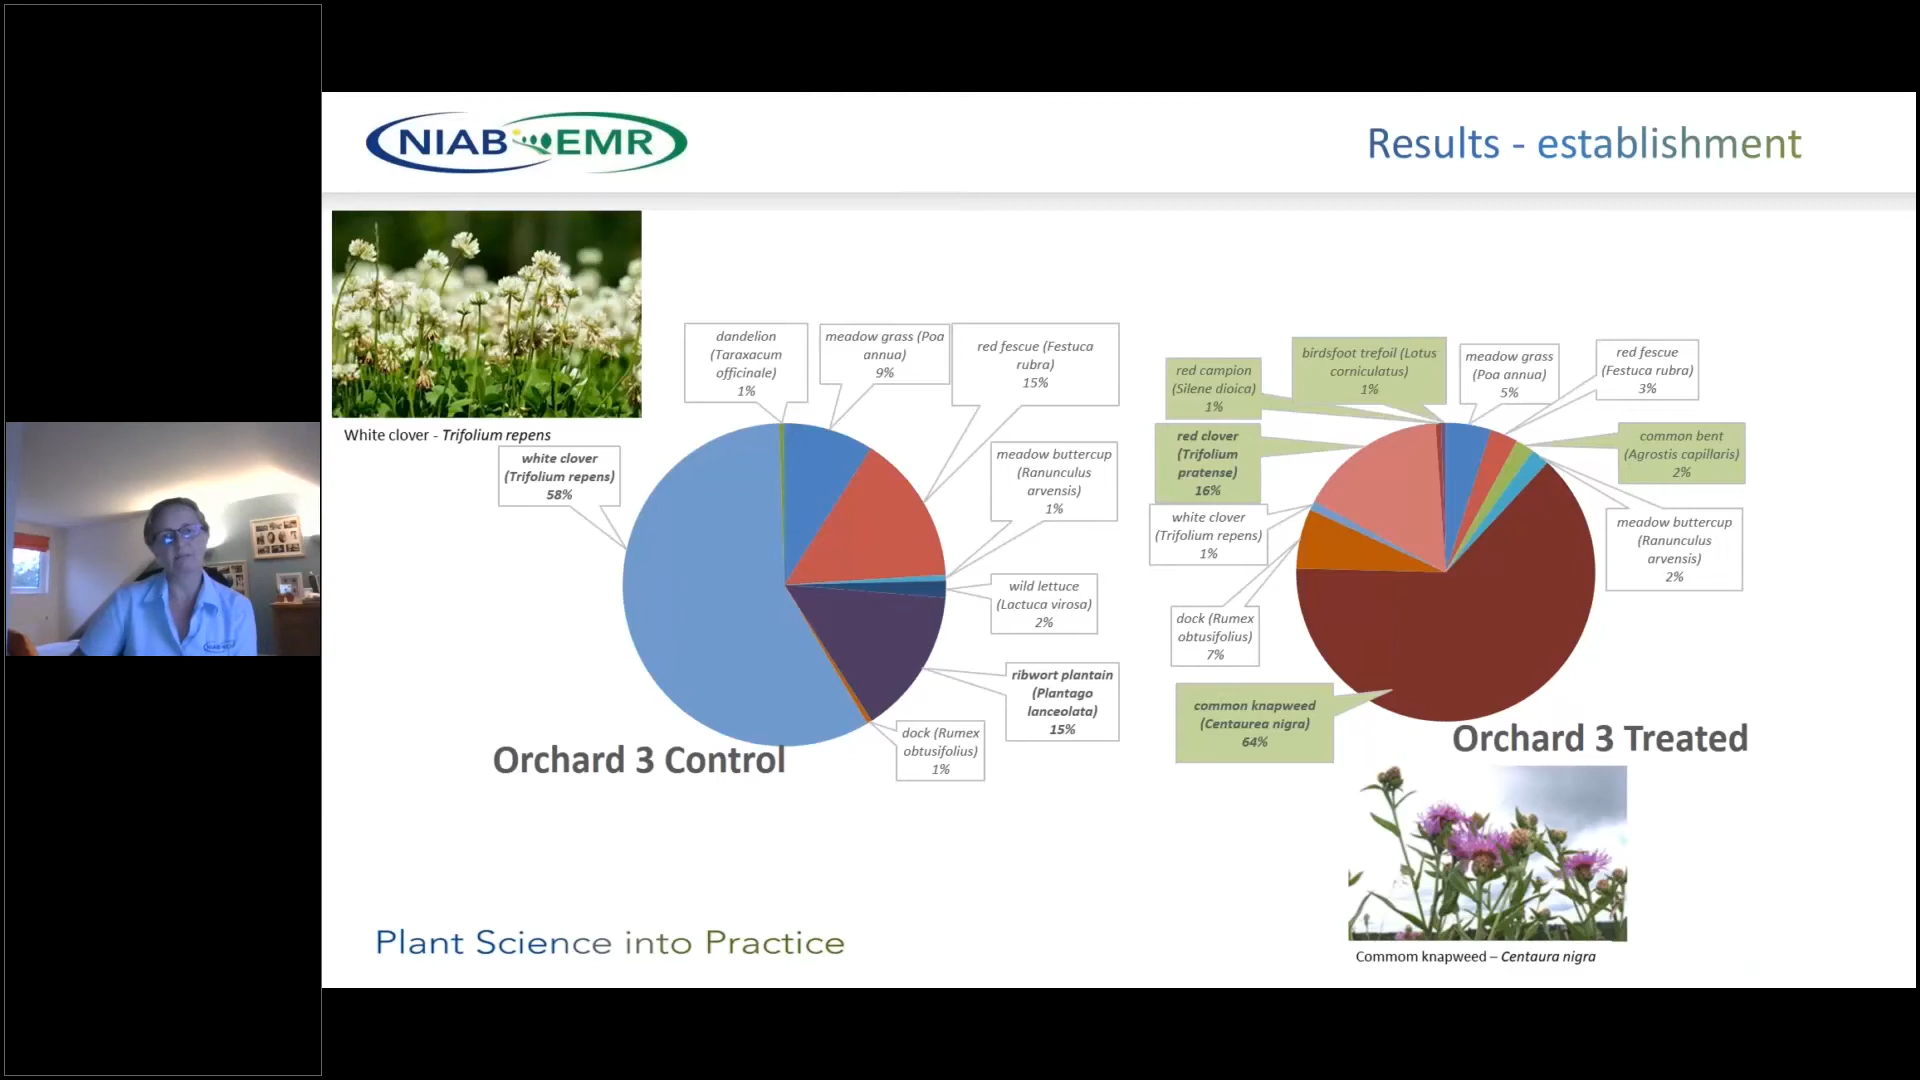 NIAB EMR
Results - establishment
White clover - Trifolium repens
white clover
(Trifolium repens)
58%
dandelion
(Taraxacum
officinale)
1%
meadow grass (Poa
annua)
9%
red fescue (Festuca
rubra)
15%
meadow buttercup
(Ranunculus
arvensis)
1%
wild lettuce
(Lactuca virosa)
2%
ribwort plantain
(Plantago
lanceolata)
15%
dock (Rumex
obtusifolius)
1%
Orchard 3 Control
red campion
(Silene dioica)
1%
birdsfoot trefoil (Lotus
corniculatus)
1%
meadow grass
(Poa annua)
5%
red fescue
(Festuca rubra)
3%
common bent
(Agrostis capillaris)
2%
meadow buttercup
(Ranunculus
arvensis)
2%
red clover
(Trifolium
pratense)
16%
white clover
(Trifolium repens)
1%
dock (Rumex
obtusifolius)
7%
common knapweed
(Centaurea nigra)
64%
Orchard 3 Treated
Commom knapweed – Centaura nigra
Plant Science into Practice